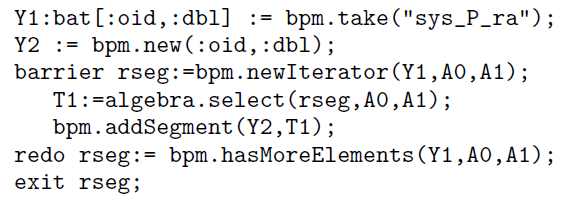 Y1:bat[:oid,:dbl] := bpm.take("sys_P_ra");
Y2 := bpm.new(:oid,:dbl);
barrier rseg:=bpm.newIterator(Y1,A0,A1);
T1:=algebra.select(rseg,A0,A1);
bpm.addSegment(Y2,T1);
redo rseg:= bpm.hasMoreElements(Y1,A0,A1);
exit rseg;